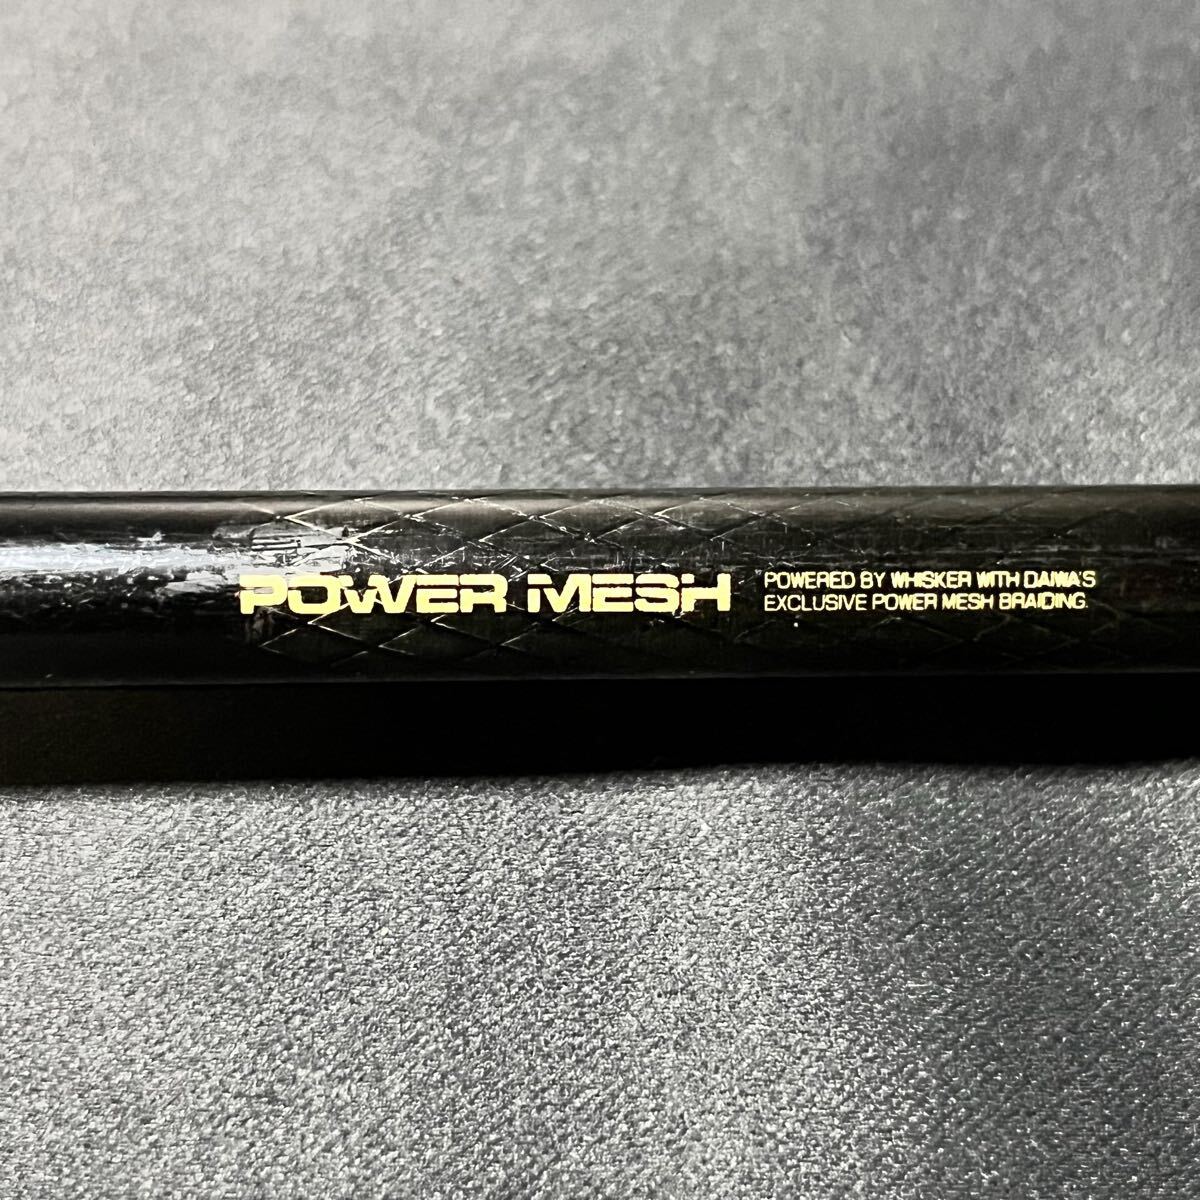 POWER MESH
POWERED BY WHISKER WITH DAIWA'S
EXCLUSIVE POWER MESH BRAIDING.